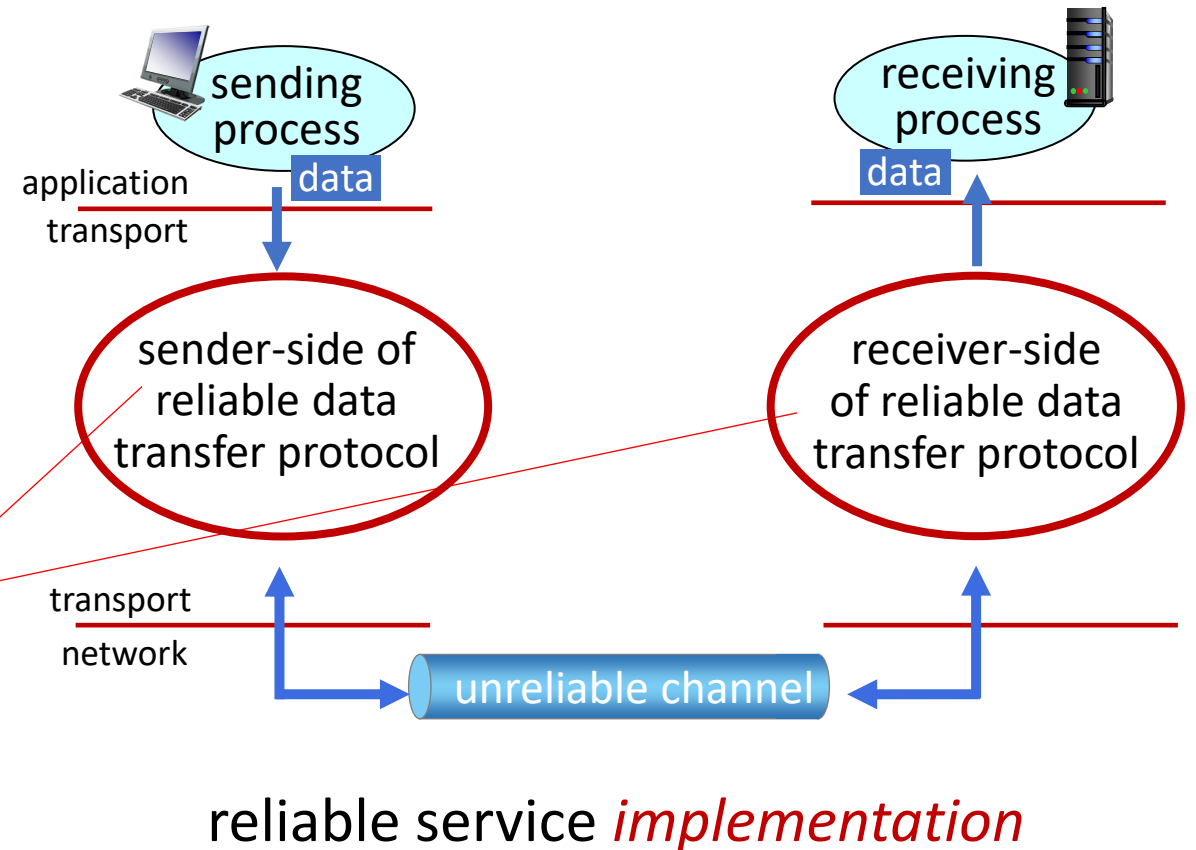 sending
process
data
application
transport
receiving
process
data
sender-side of
reliable data
transfer protocol
receiver-side
of reliable data
transfer protocol
transport
network
unreliable channel
reliable service implementation